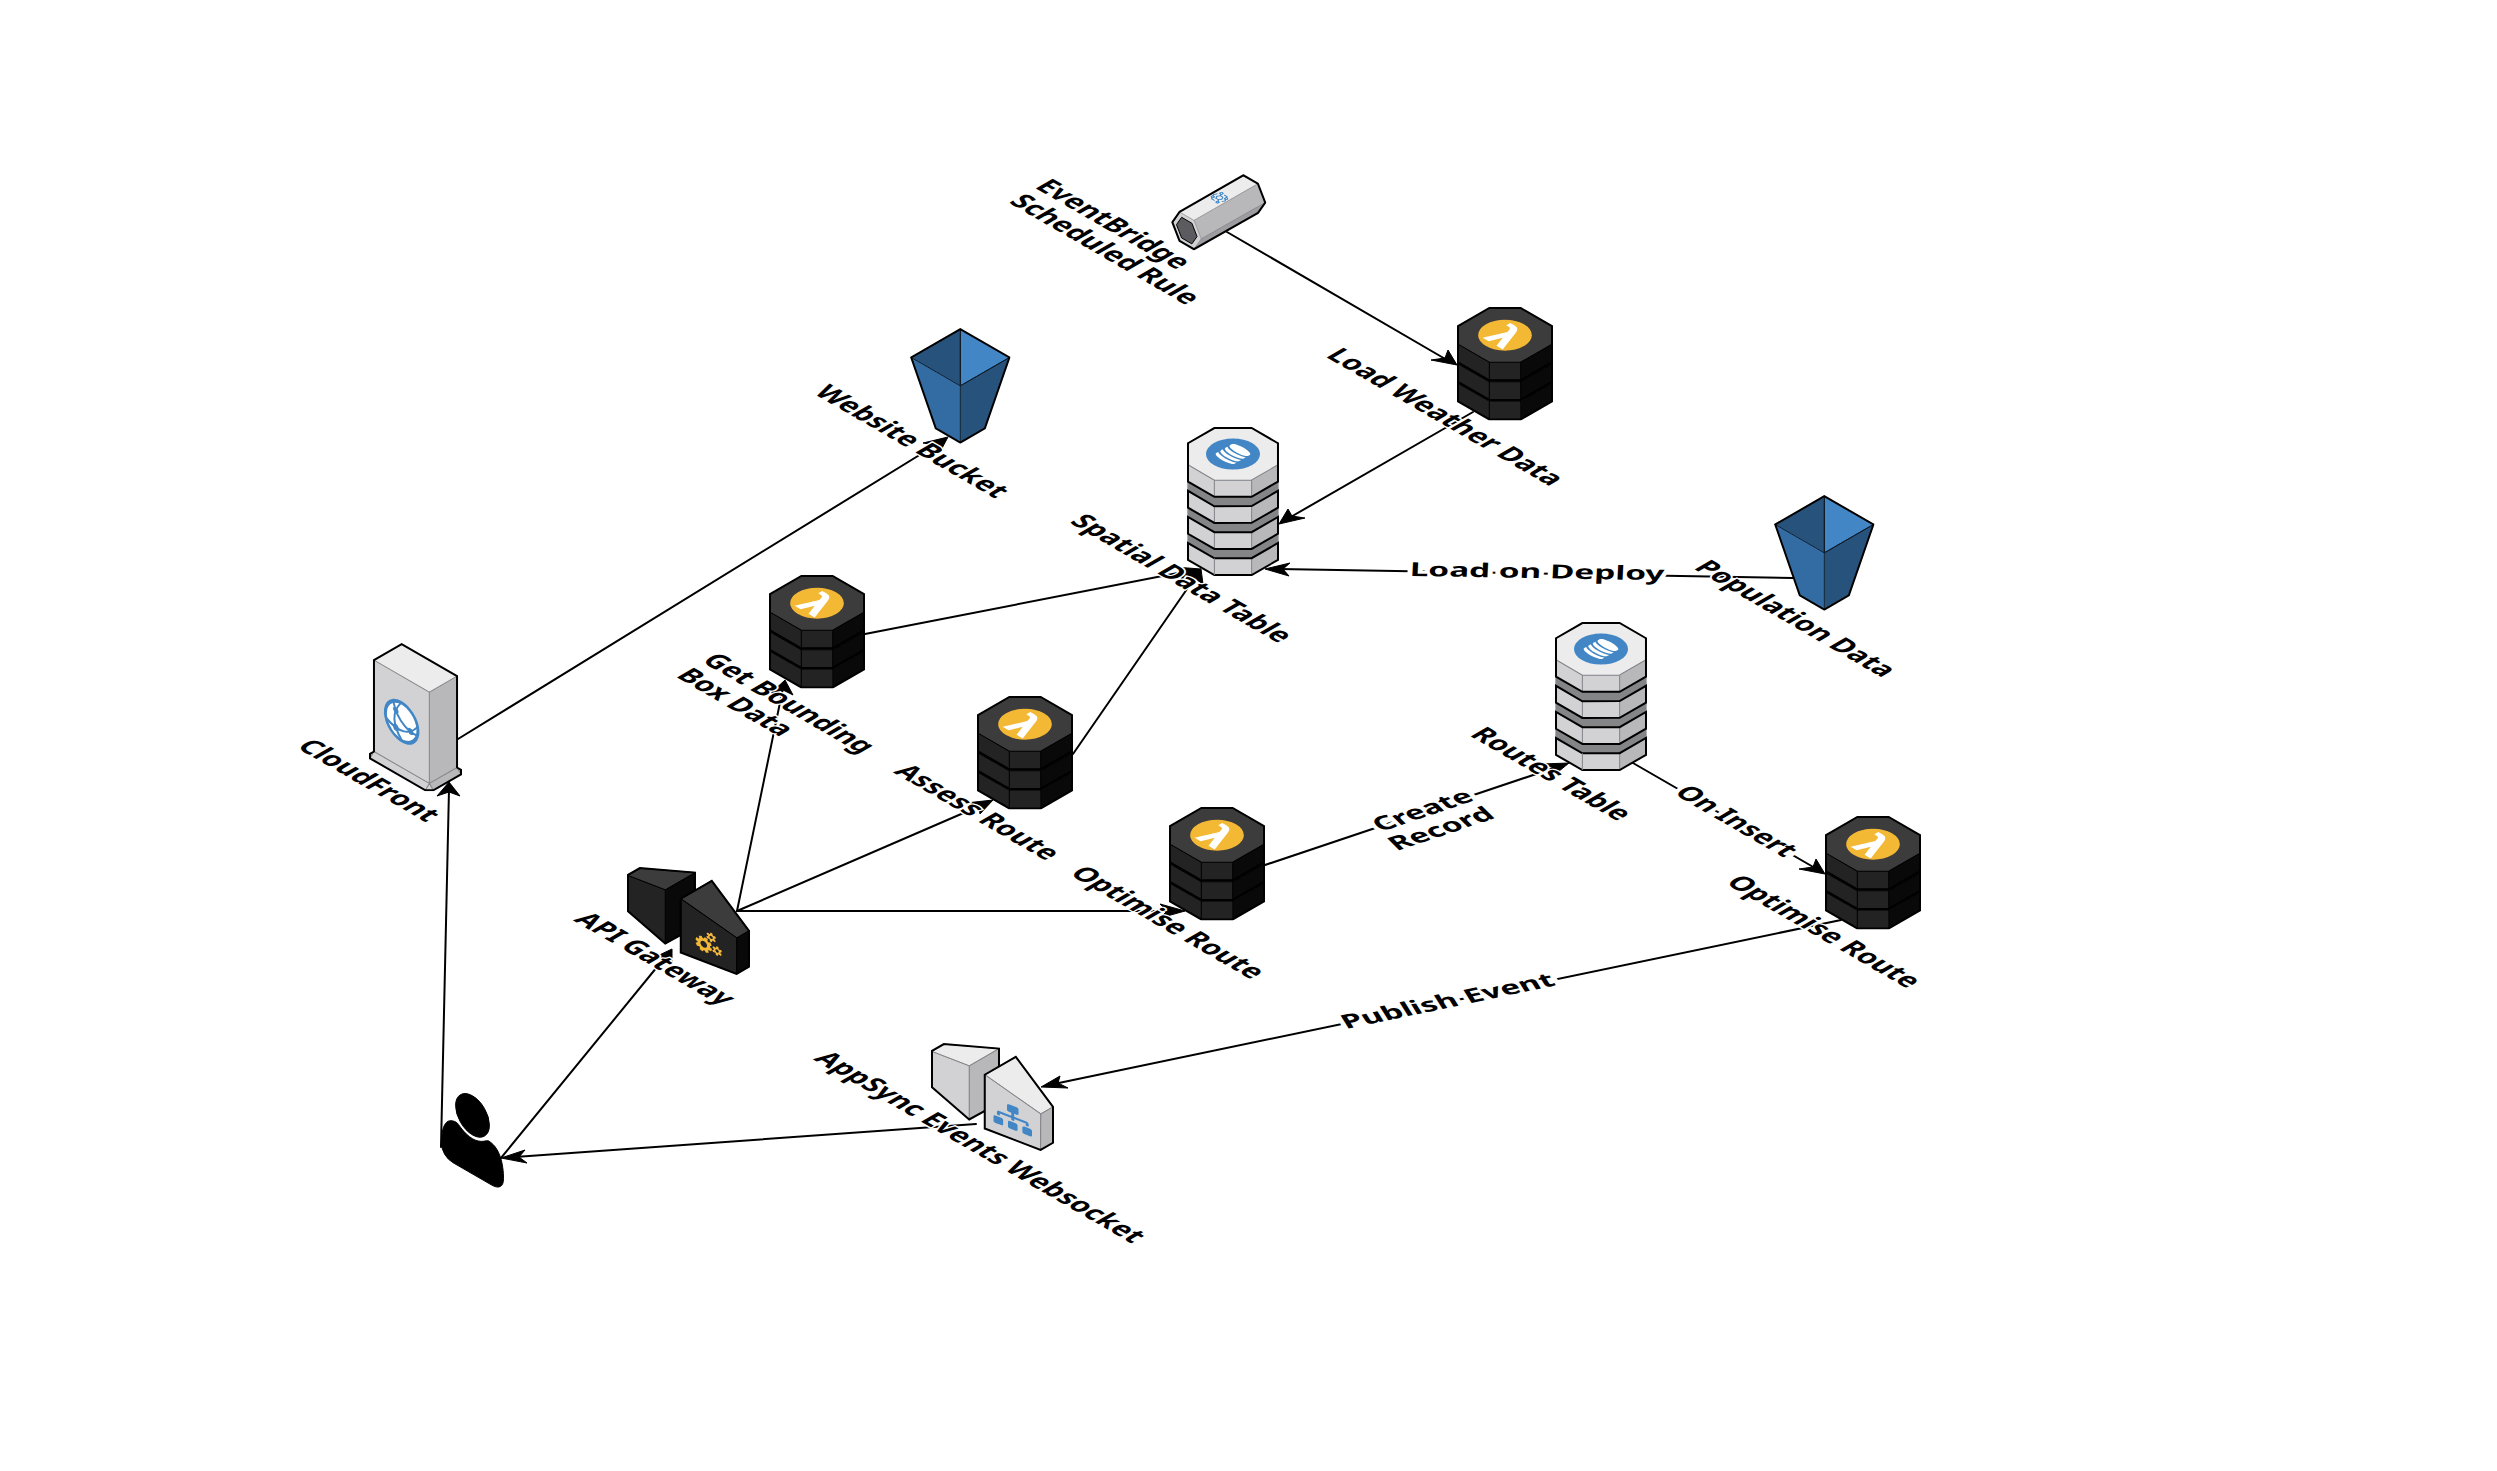 EventBridge
Scheduled Rule
Load Weather Data
Website Bucket
Spatial Data Table
Load on Deploy
Population Data
Get Bounding
Box Data
CloudFront
Assess Route
Routes Table
Create
Record
On Insert
Optimise Route
Optimise Route
API Gateway
Publish Event
AppSync Events Websocket